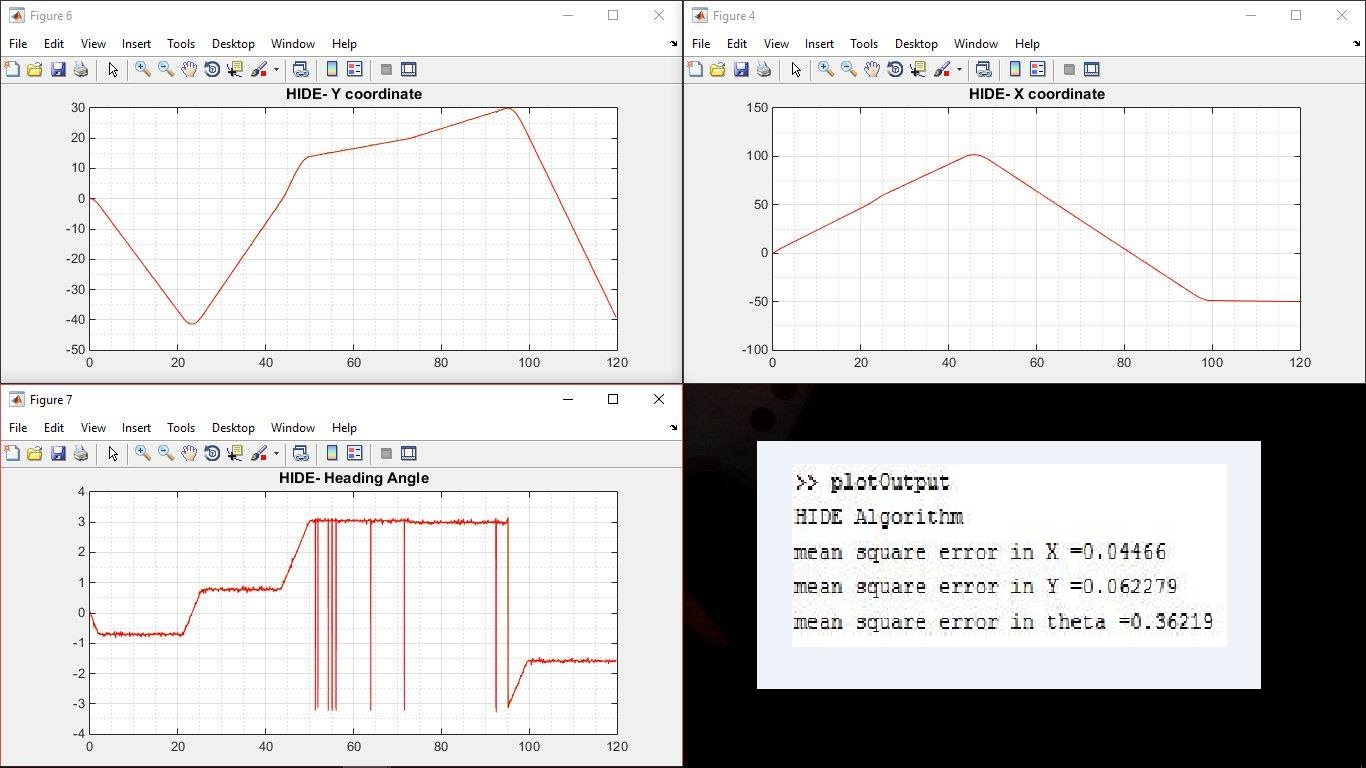 Figure 6
File Edit View Insert Tools Desktop Window Help
HIDE- Y coordinate
30
20
10
0
-10
-20
-30
-40
-50
0 20 40 60 80 100 120
Figure 4
File Edit View Insert Tools Desktop Window Help
HIDE- X coordinate
150
100
50
0
-50
-100
0 20 40 60 80 100 120
Figure 7
File Edit View Insert Tools Desktop Window Help
HIDE- Heading Angle
4
3
2
1
0
-1
-2
-3
-4
0 20 40 60 80 100 120
>> plotOutput
HIDE Algorithm
mean square error in X =0.04466
mean square error in Y =0.062279
mean square error in theta =0.36219